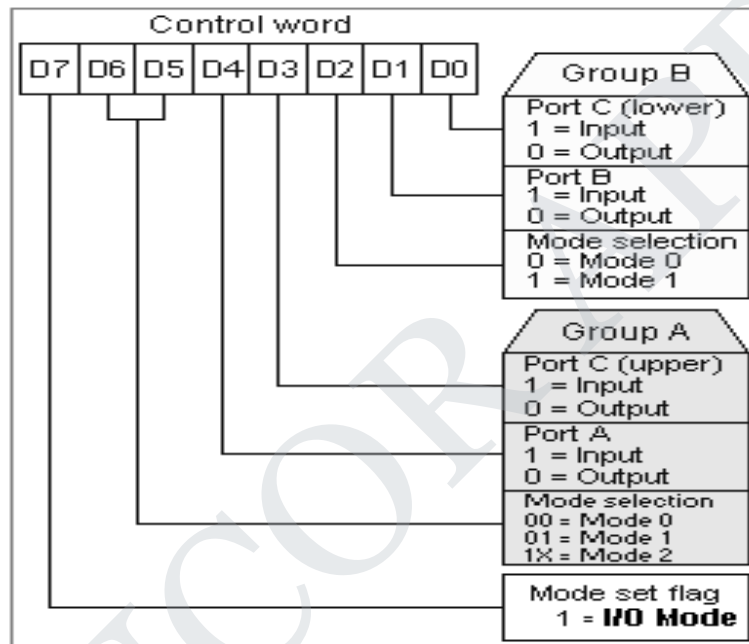 Control word
D7 D6 D5 D4 D3 D2 D1 D0
Group B
Port C (lower)
1 = Input
0 = Output
Port B
1 = Input
0 = Output
Mode selection
0 = Mode 0
1 = Mode 1
Group A
Port C (upper)
1 = Input
0 = Output
Port A
1 = Input
0 = Output
Mode selection
00 = Mode 0
01 = Mode 1
1X = Mode 2
Mode set flag
1 = I/O Mode